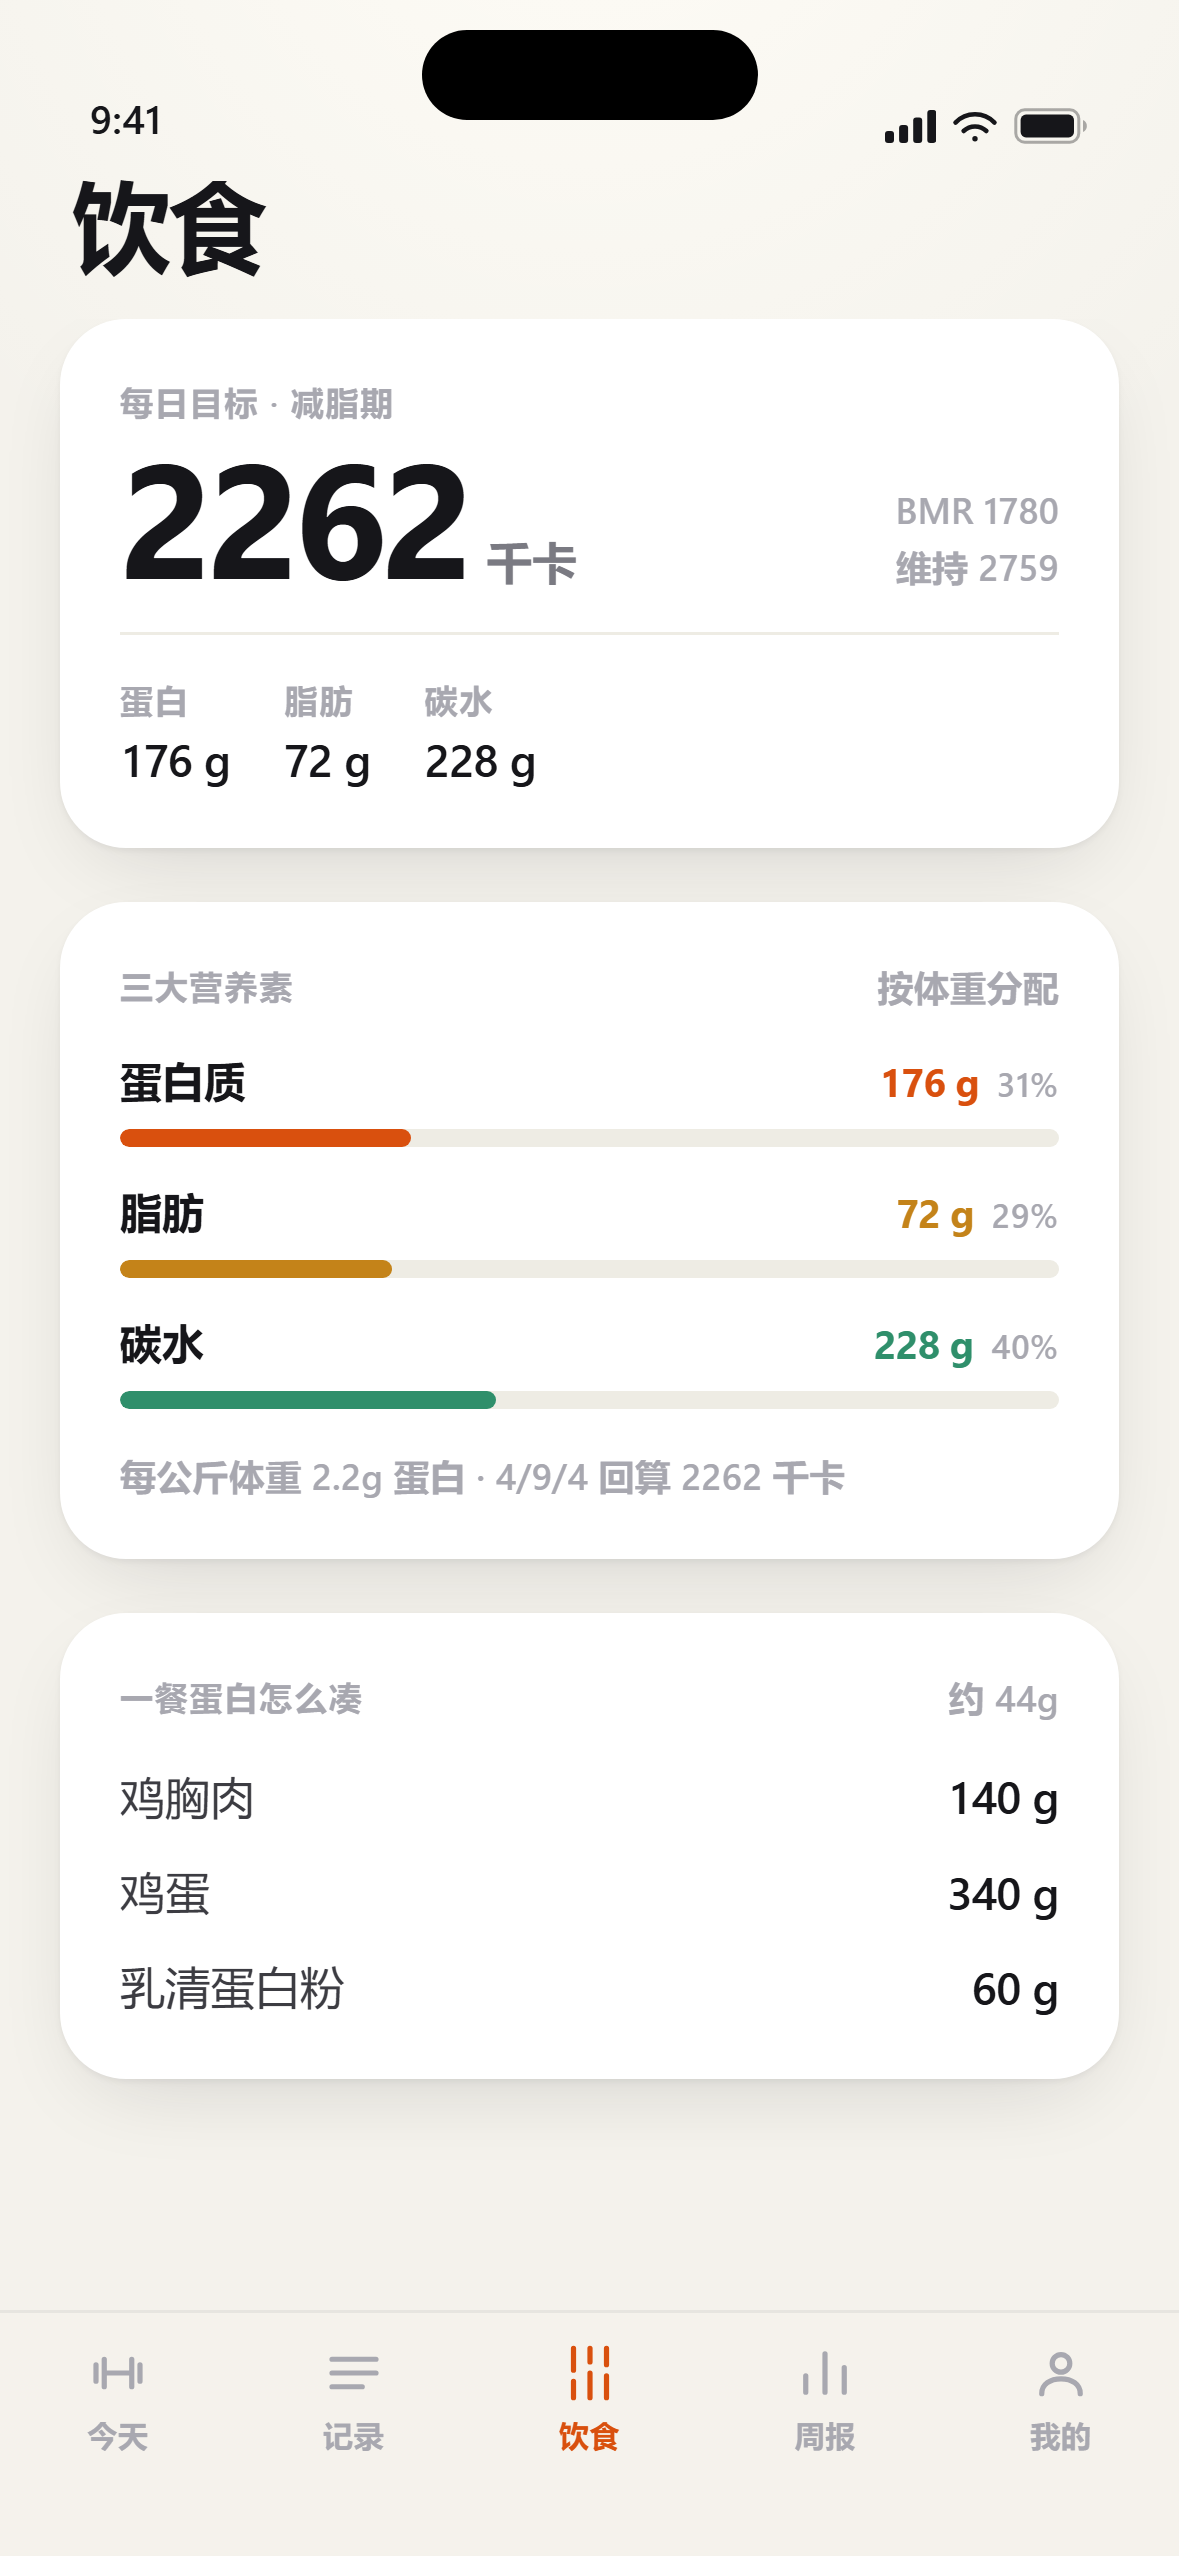 9:41
饮食
每日目标 · 减脂期
2262 千卡
BMR 1780
维持 2759
蛋白 脂肪 碳水
176 g 72 g 228 g
三大营养素 按体重分配
蛋白质 176 g 31%
脂肪 72 g 29%
碳水 228 g 40%
每公斤体重 2.2g 蛋白 · 4/9/4 回算 2262 千卡
一餐蛋白怎么凑 约 44g
鸡胸肉 140 g
鸡蛋 340 g
乳清蛋白粉 60 g
今天 记录 饮食 周报 我的